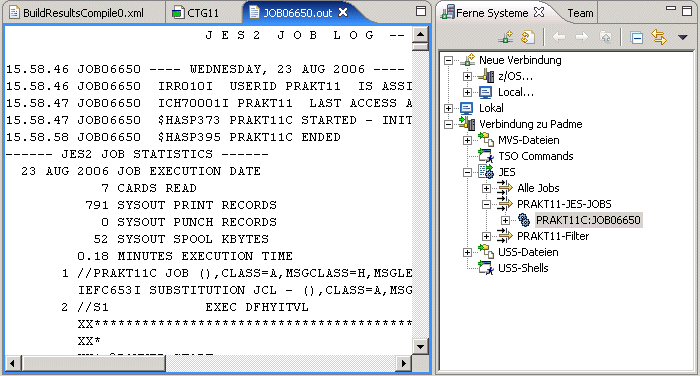 BuildResultsCompile0.xml CTG11 JOB06650.out
J E S 2 J O B L O G --
15.58.46 JOB06650 ---- WEDNESDAY, 23 AUG 2006 ----
15.58.46 JOB06650 IRR010I USERID PRAKT11 IS ASSI
15.58.47 JOB06650 ICH70001I PRAKT11 LAST ACCESS A
15.58.47 JOB06650 $HASP373 PRAKT11C STARTED - INIT
15.58.58 JOB06650 $HASP395 PRAKT11C ENDED
------ JES2 JOB STATISTICS ------
23 AUG 2006 JOB EXECUTION DATE
7 CARDS READ
791 SYSOUT PRINT RECORDS
0 SYSOUT PUNCH RECORDS
52 SYSOUT SPOOL KBYTES
0.18 MINUTES EXECUTION TIME
1 //PRAKT11C JOB (),CLASS=A,MSGCLASS=H,MSGLE
IEFC653I SUBSTITUTION JCL - (),CLASS=A,MSG
2 //S1 EXEC DFHYITVL
XX*****************************************
XX*
Ferne Systeme Team
Neue Verbindung
z/OS...
Local...
Lokal
Verbindung zu Padme
MVS-Dateien
TSO Commands
JES
Alle Jobs
PRAKT11-JES-JOBS
PRAKT11C:JOB06650
PRAKT11-Filter
USS-Dateien
USS-Shells